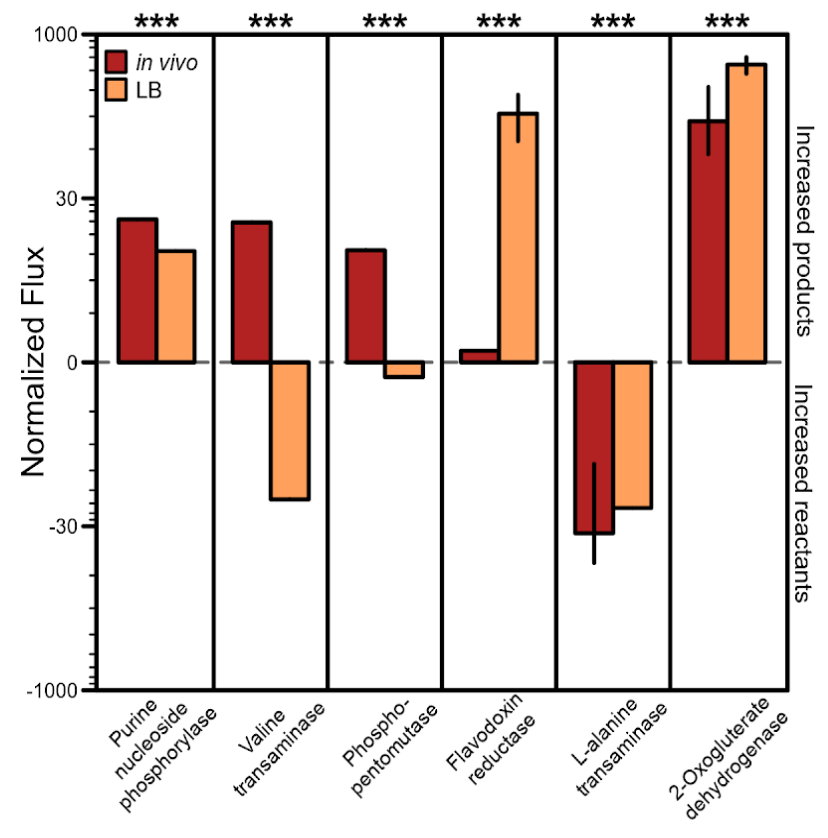 *** *** *** *** *** ***
1000
in vivo
LB
30
0
-30
-1000
Normalized Flux
Increased products
Increased reactants
Purine
nucleoside
phosphorylase
Valine
transaminase
Phospho-
pentomutase
Flavodoxin
reductase
L-alanine
transaminase
2-Oxogluterate
dehydrogenase